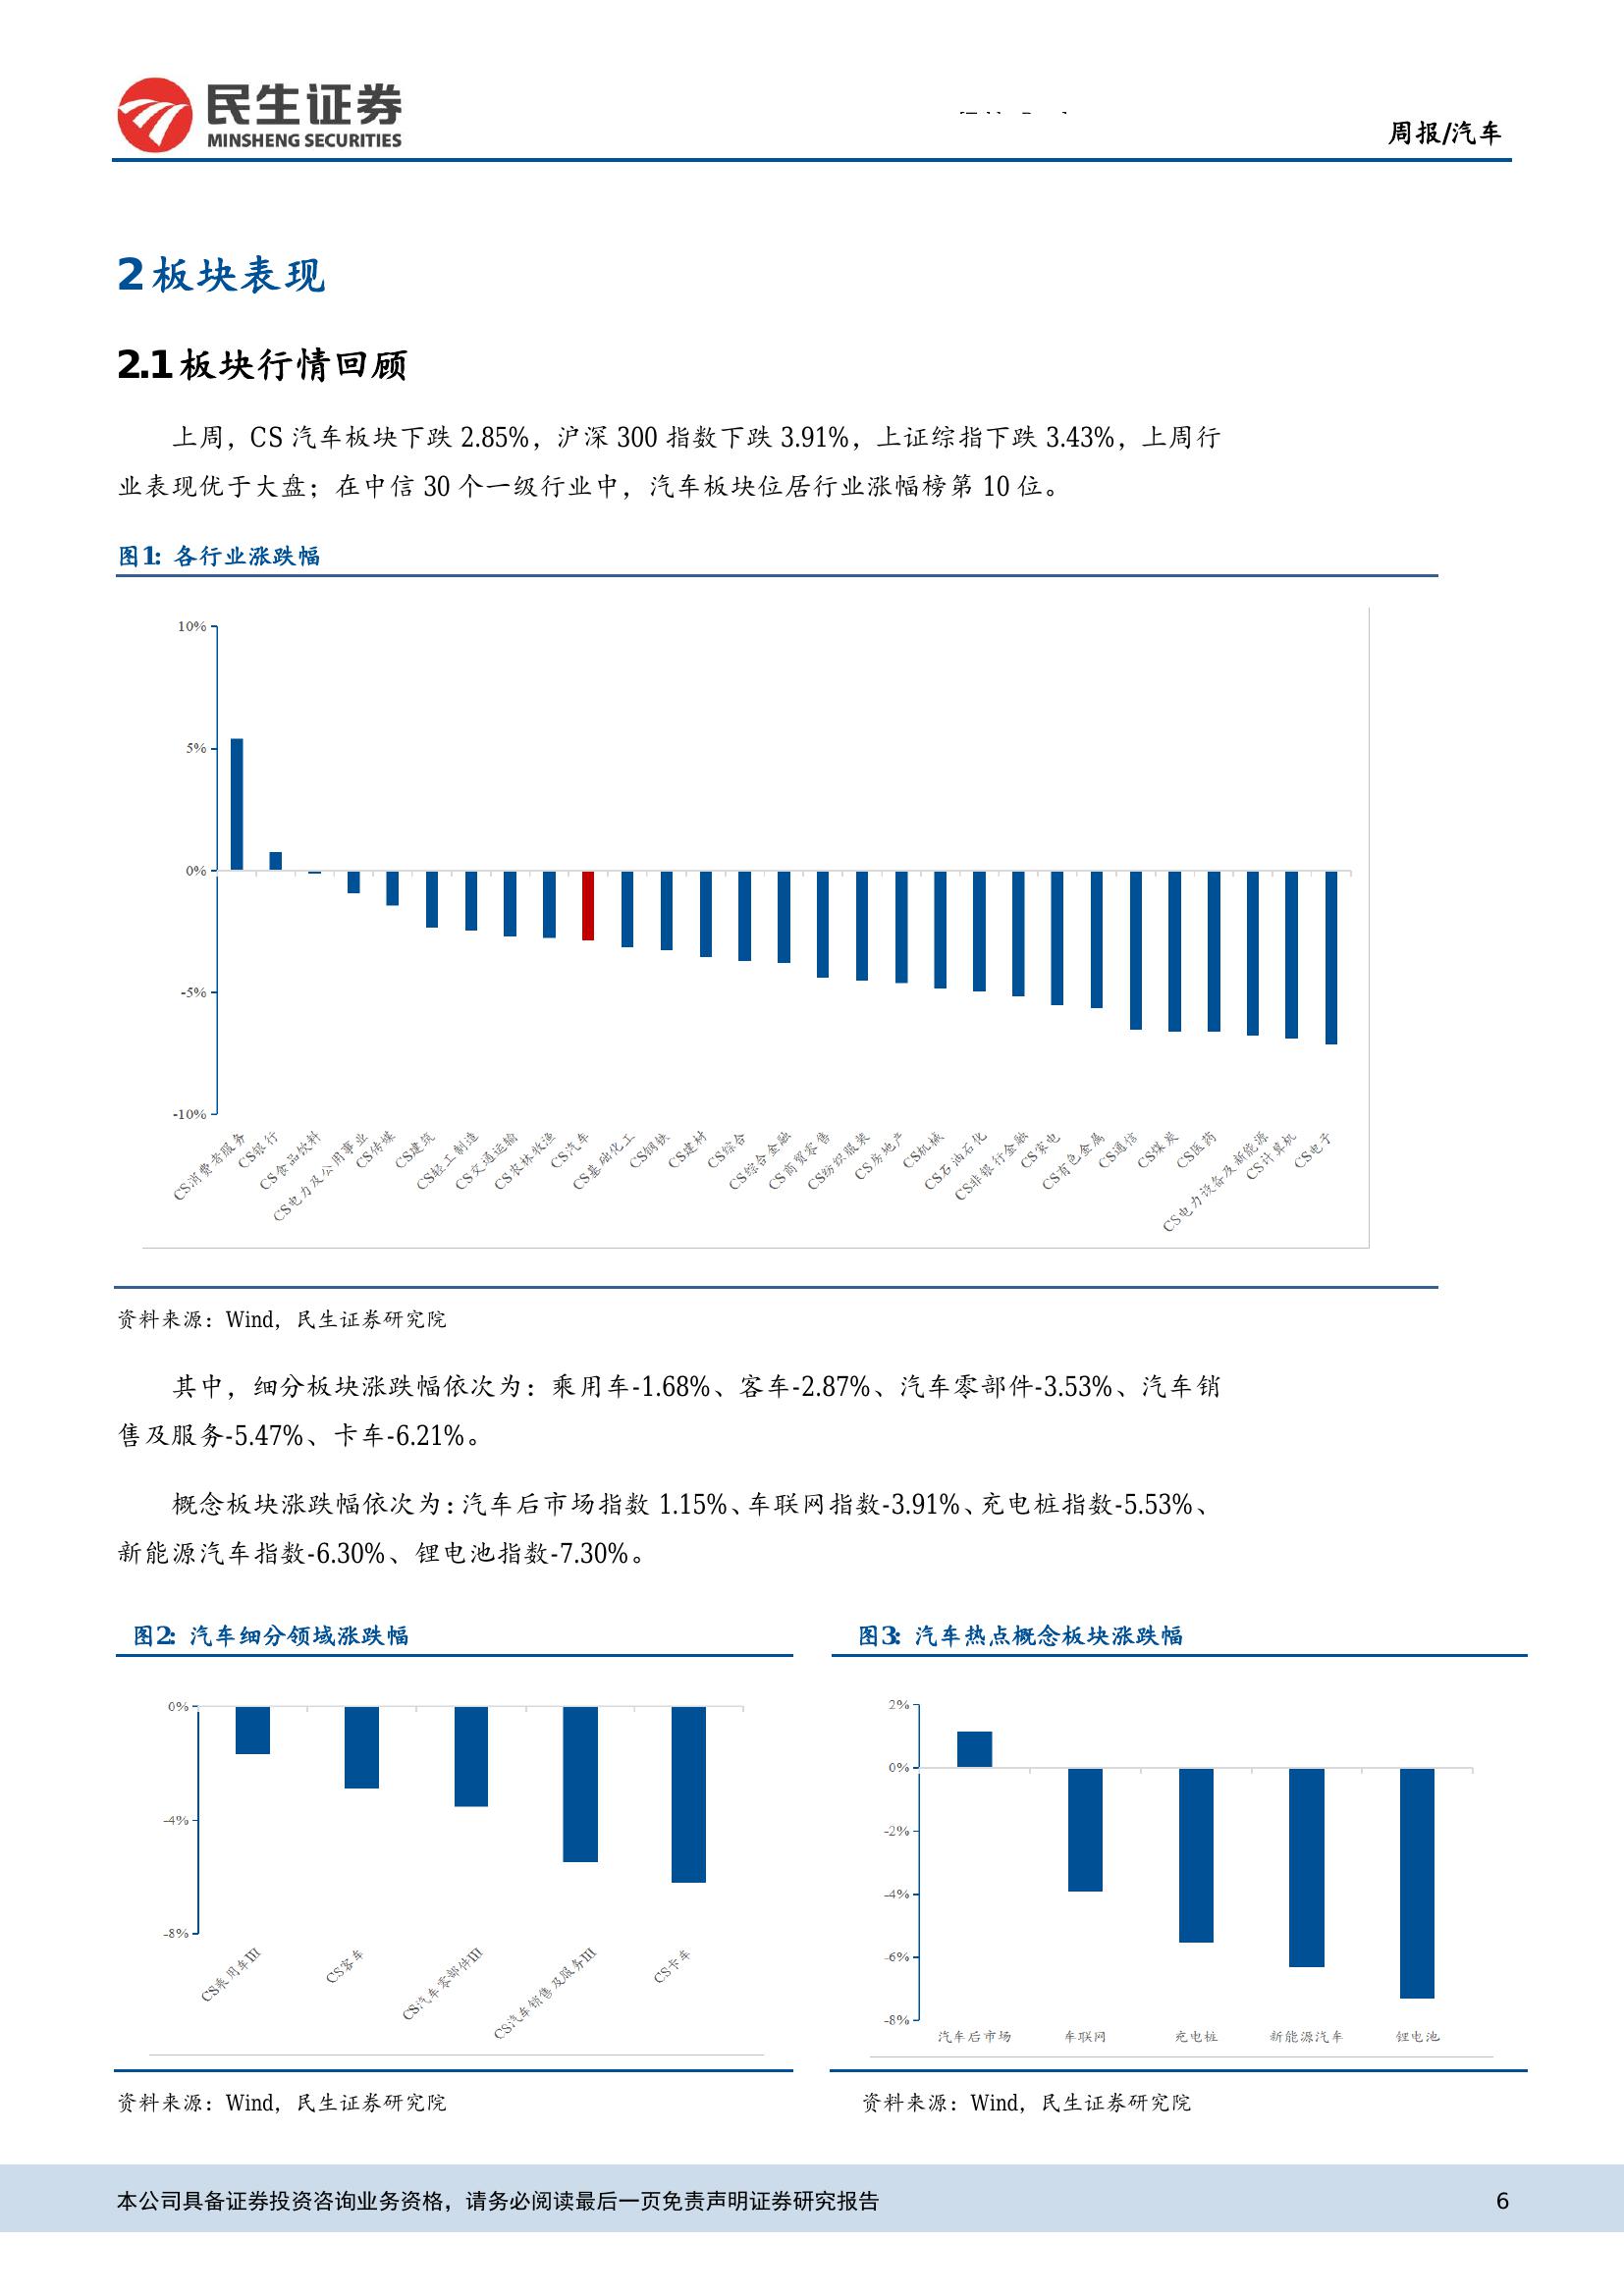 民生证券
MINSHENG SECURITIES
周报/汽车
2 板块表现
2.1 板块行情回顾
上周，CS 汽车板块下跌 2.85%，沪深 300 指数下跌 3.91%，上证综指下跌 3.43%，上周行
业表现优于大盘；在中信 30 个一级行业中，汽车板块位居行业涨幅榜第 10 位。
图1：各行业涨跌幅
10%
5%
0%
-5%
-10%
CS消费者服务
CS银行
CS食品饮料
CS电力及公用事业
CS传媒
CS建筑
CS轻工制造
CS交通运输
CS农林牧渔
CS汽车
CS基础化工
CS钢铁
CS建材
CS综合
CS综合金融
CS商贸零售
CS纺织服装
CS房地产
CS机械
CS石油石化
CS非银行金融
CS家电
CS有色金属
CS通信
CS煤炭
CS医药
CS电力设备及新能源
CS计算机
CS电子
资料来源：Wind，民生证券研究院
其中，细分板块涨跌幅依次为：乘用车-1.68%、客车-2.87%、汽车零部件-3.53%、汽车销
售及服务-5.47%、卡车-6.21%。
概念板块涨跌幅依次为：汽车后市场指数 1.15%、车联网指数-3.91%、充电桩指数-5.53%、
新能源汽车指数-6.30%、锂电池指数-7.30%。
图2：汽车细分领域涨跌幅
0%
-4%
-8%
CS乘用车III
CS客车
CS汽车零部件III
CS汽车销售及服务III
CS卡车
资料来源：Wind，民生证券研究院
图3：汽车热点概念板块涨跌幅
2%
0%
-2%
-4%
-6%
-8%
汽车后市场
车联网
充电桩
新能源汽车
锂电池
资料来源：Wind，民生证券研究院
本公司具备证券投资咨询业务资格，请务必阅读最后一页免责声明证券研究报告
6